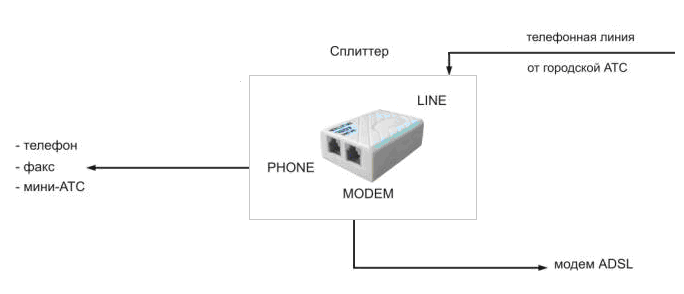 телефонная линия
Сплиттер
от городской АТС
LINE
- телефон
- факс
- мини-АТС
PHONE
MODEM
модем ADSL